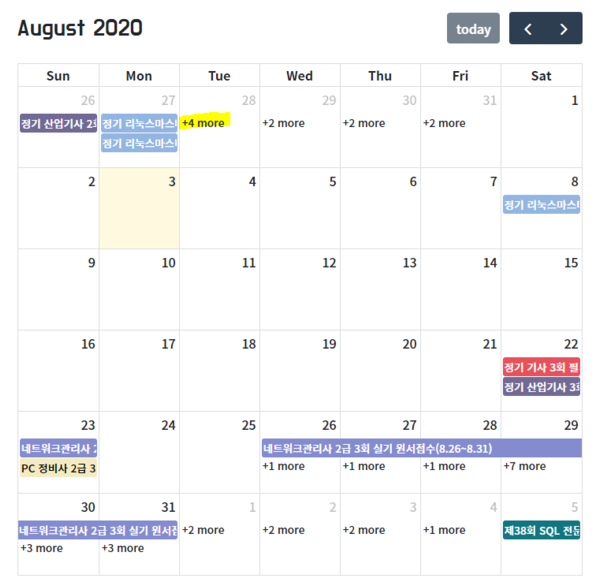 August 2020
today
Sun Mon Tue Wed Thu Fri Sat
26 27 28 29 30 31 1
정기 산업기사 정기 리눅스마스 +4 more +2 more +2 more +2 more
정기 리눅스마스
2 3 4 5 6 7 8
정기 리눅스마스
9 10 11 12 13 14 15
16 17 18 19 20 21 22
정기 기사 3회 필
정기 산업기사 3회
23 24 25 26 27 28 29
네트워크관리사 2 네트워크관리사 2급 3회 실기 원서접수(8.26~8.31)
PC 정비사 2급 3 +1 more +1 more +1 more +7 more
30 31 1 2 3 4 5
네트워크관리사 2급 3회 실기 원서접 +2 more +2 more +2 more +1 more 제38회 SQL 전문
+3 more +3 more